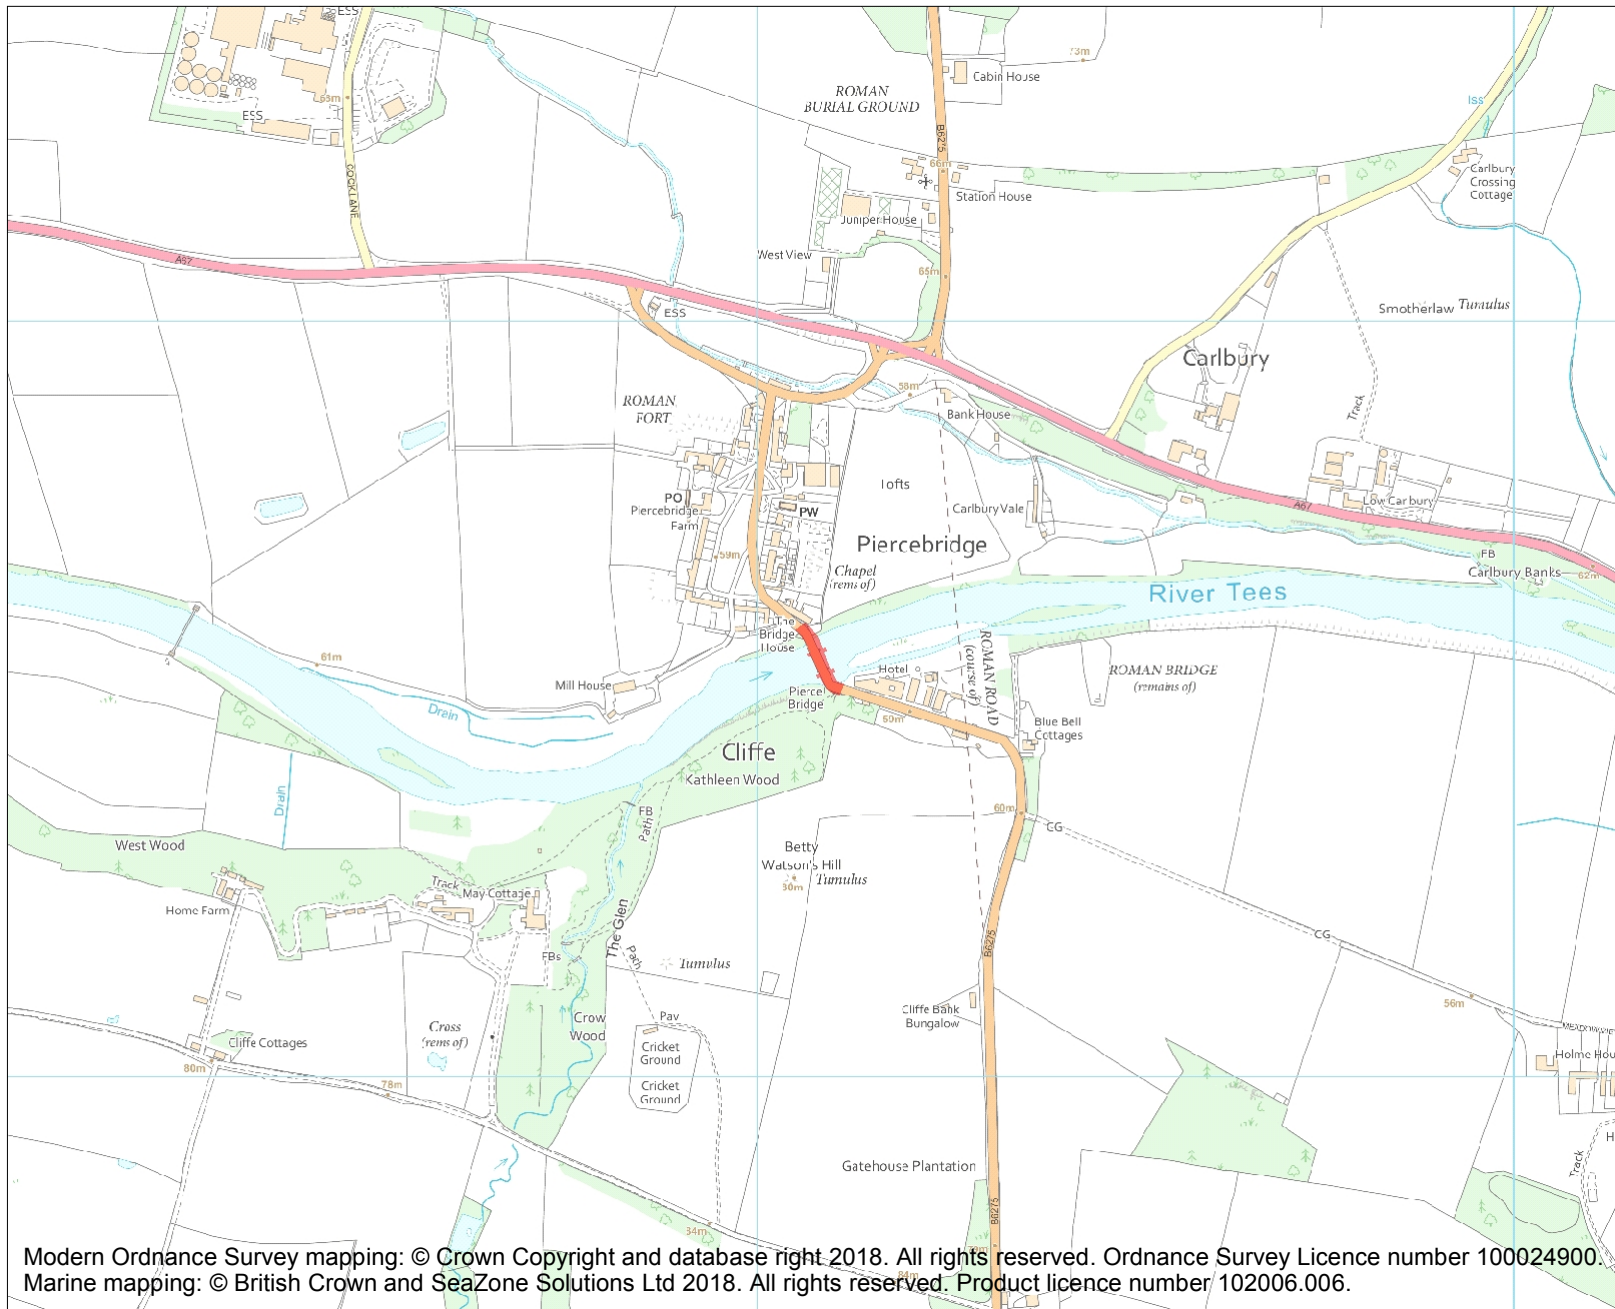 ESS
73m
Cabin House
ROMAN
BURIAL GROUND
63m
ESS
B6275
Iss
66m
Station House
Carlbury
Crossing
Cottage
COCK LANE
Juniper House
West View
A67
65m
ESS
Smotherlaw Tumulus
Carlbury
58m
ROMAN
FORT
Bank House
Track
Tofts
PO
Piercebridge
Farm
PW
Carlbury Vale
Low Carlbury
A67
59m
Piercebridge
Chapel
(rems of)
FB
Carlbury Banks
62m
River Tees
The
Bridge
House
61m
Mill House
Hotel
ROMAN ROAD
(course of)
ROMAN BRIDGE
(remains of)
Pierce
Bridge
Drain
59m
Blue Bell
Cottages
Cliffe
Kathleen Wood
Drain
FB
Path
60m
CG
West Wood
Betty
Watson's Hill
80m
Tumulus
Track
May Cottage
Home Farm
The Glen
CG
FBs
Path
Tumulus
B6275
56m
Cliffe Bank
Bungalow
Crow
Wood
Pav
Cross
(rems of)
Cricket
Ground
Cliffe Cottages
Holme Hou
80m
78m
Cricket
Ground
H
Gatehouse Plantation
Track
B6275
84m
84m
Modern Ordnance Survey mapping: © Crown Copyright and database right 2018. All rights reserved. Ordnance Survey Licence number 100024900.
Marine mapping: © British Crown and SeaZone Solutions Ltd 2018. All rights reserved. Product licence number 102006.006.